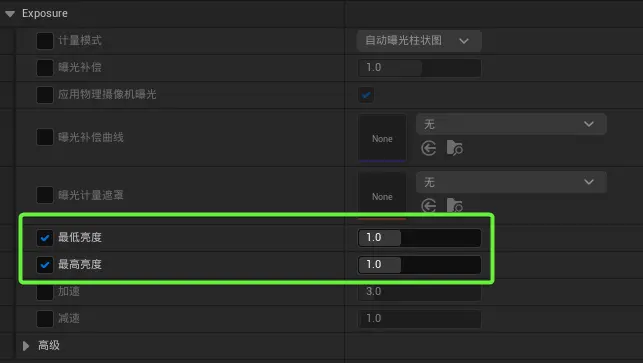 Exposure
计量模式
自动曝光柱状图
曝光补偿
1.0
应用物理摄像机曝光
曝光补偿曲线
None
无
曝光计量遮罩
None
无
最低亮度
1.0
最高亮度
1.0
加速
3.0
减速
1.0
高级